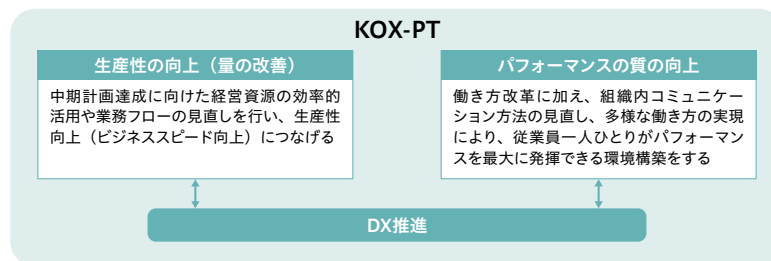 KOX-PT
生産性の向上（量の改善）
中期計画達成に向けた経営資源の効率的
活用や業務フローの見直しを行い、生産性
向上（ビジネススピード向上）につなげる
パフォーマンスの質の向上
働き方改革に加え、組織内コミュニケー
ション方法の見直し、多様な働き方の実現
により、従業員一人ひとりがパフォーマン
スを最大に発揮できる環境構築をする
DX推進